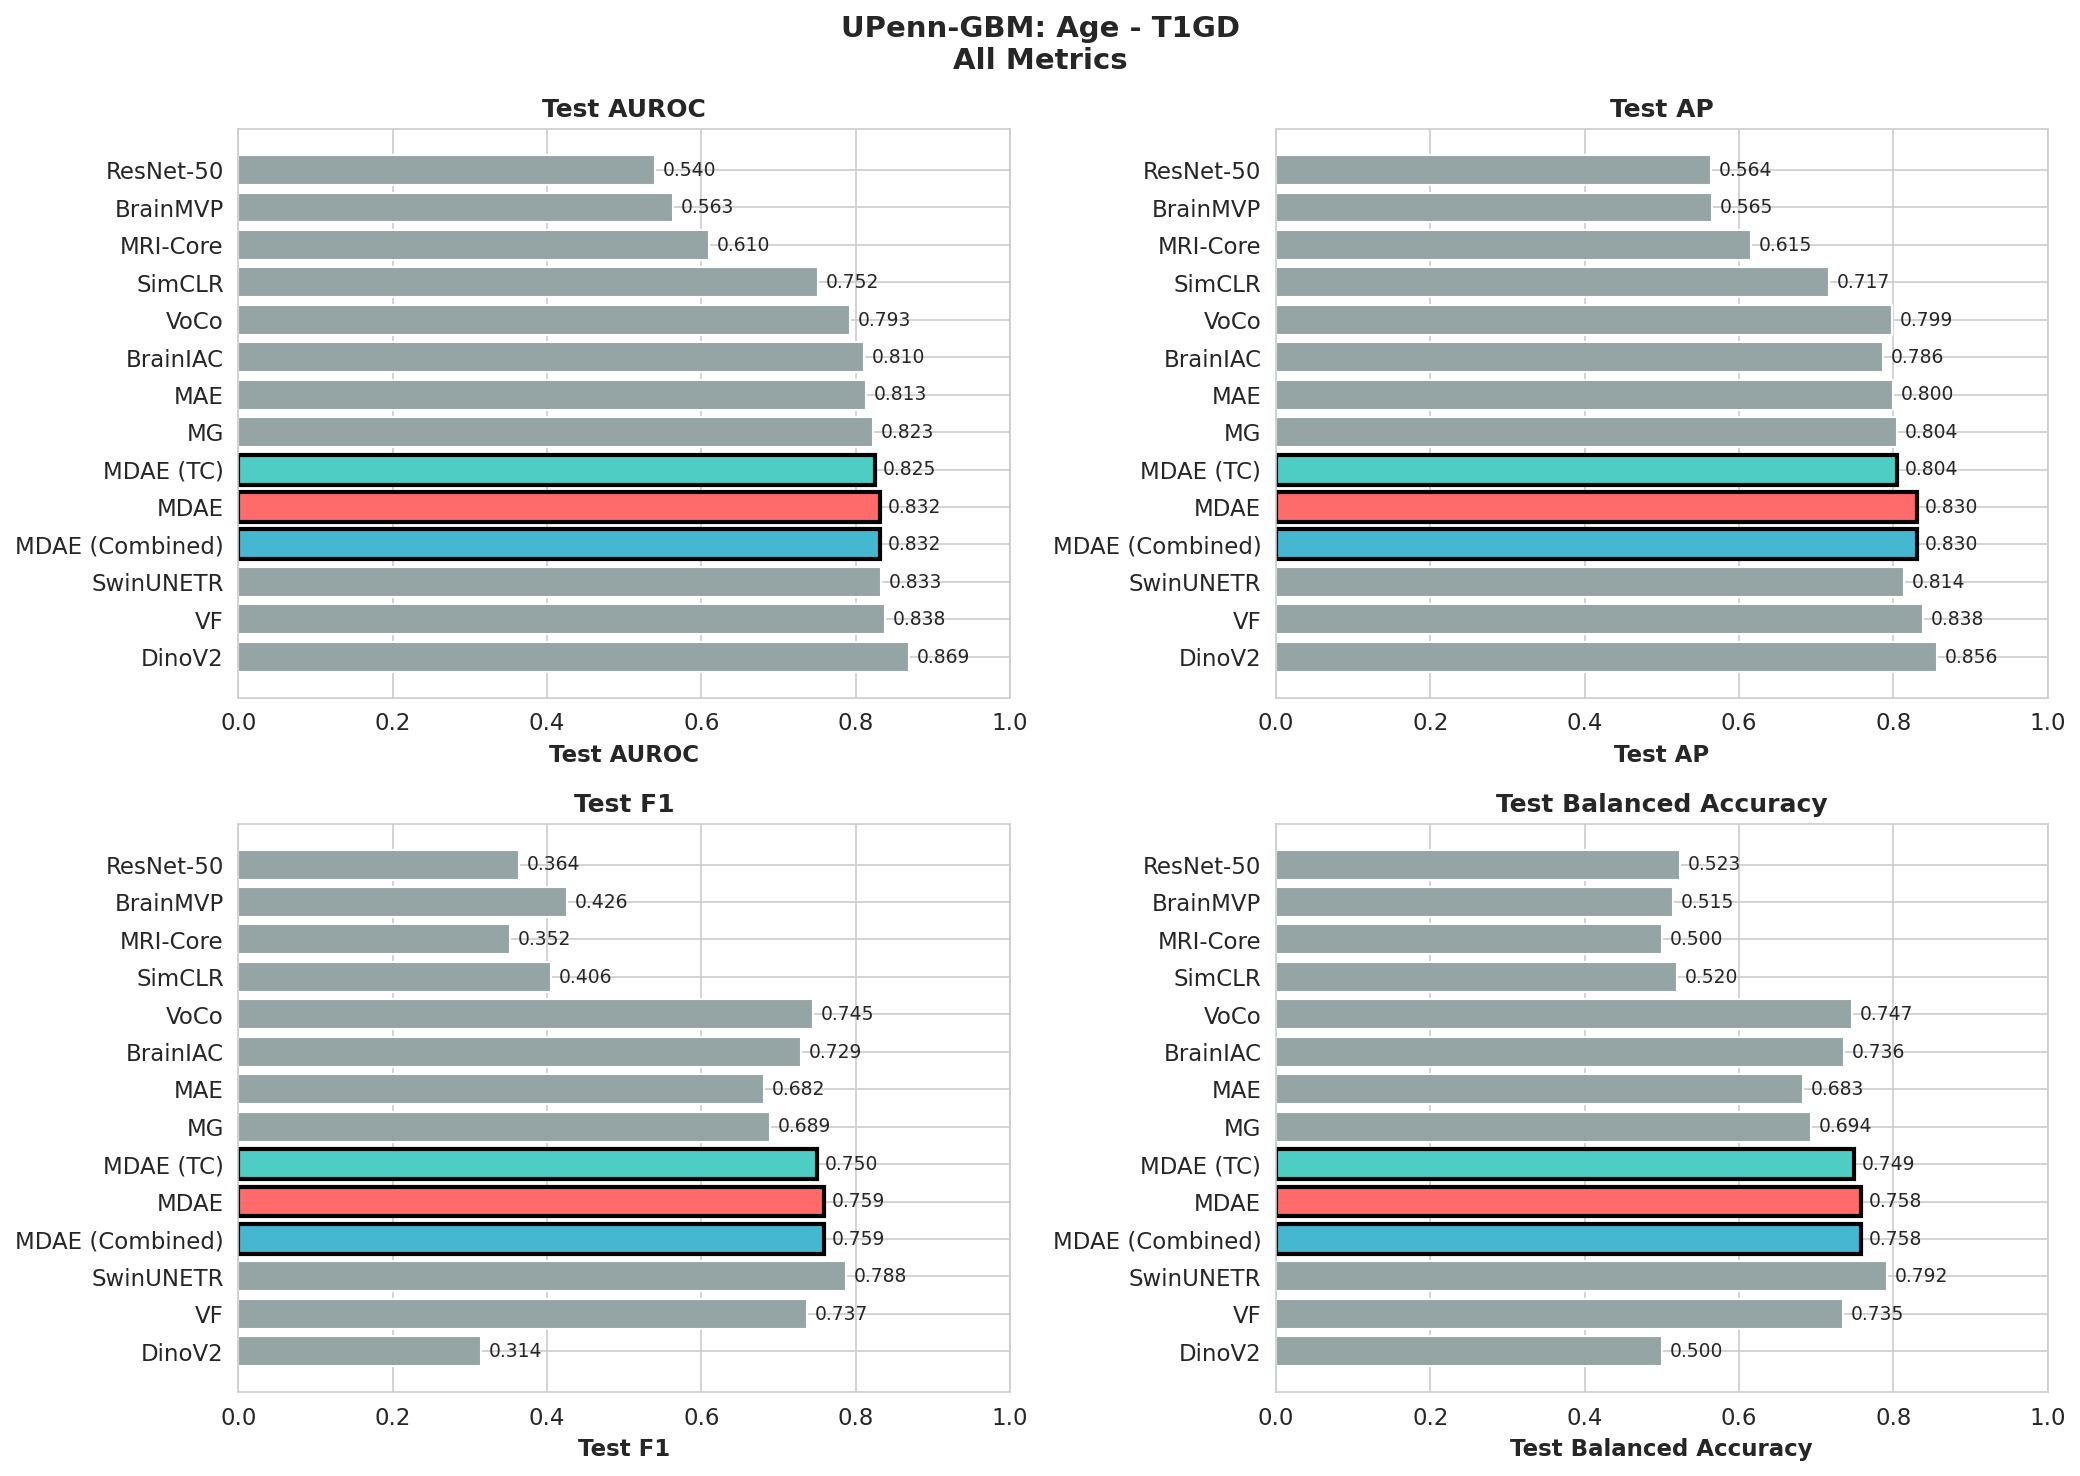 UPenn-GBM: Age - T1GD
All Metrics
Test AUROC
ResNet-50 0.540
BrainMVP 0.563
MRI-Core 0.610
SimCLR 0.752
VoCo 0.793
BrainIAC 0.810
MAE 0.813
MG 0.823
MDAE (TC) 0.825
MDAE 0.832
MDAE (Combined) 0.832
SwinUNETR 0.833
VF 0.838
DinoV2 0.869
0.0 0.2 0.4 0.6 0.8 1.0
Test AUROC
Test AP
ResNet-50 0.564
BrainMVP 0.565
MRI-Core 0.615
SimCLR 0.717
VoCo 0.799
BrainIAC 0.786
MAE 0.800
MG 0.804
MDAE (TC) 0.804
MDAE 0.830
MDAE (Combined) 0.830
SwinUNETR 0.814
VF 0.838
DinoV2 0.856
0.0 0.2 0.4 0.6 0.8 1.0
Test AP
Test F1
ResNet-50 0.364
BrainMVP 0.426
MRI-Core 0.352
SimCLR 0.406
VoCo 0.745
BrainIAC 0.729
MAE 0.682
MG 0.689
MDAE (TC) 0.750
MDAE 0.759
MDAE (Combined) 0.759
SwinUNETR 0.788
VF 0.737
DinoV2 0.314
0.0 0.2 0.4 0.6 0.8 1.0
Test F1
Test Balanced Accuracy
ResNet-50 0.523
BrainMVP 0.515
MRI-Core 0.500
SimCLR 0.520
VoCo 0.747
BrainIAC 0.736
MAE 0.683
MG 0.694
MDAE (TC) 0.749
MDAE 0.758
MDAE (Combined) 0.758
SwinUNETR 0.792
VF 0.735
DinoV2 0.500
0.0 0.2 0.4 0.6 0.8 1.0
Test Balanced Accuracy